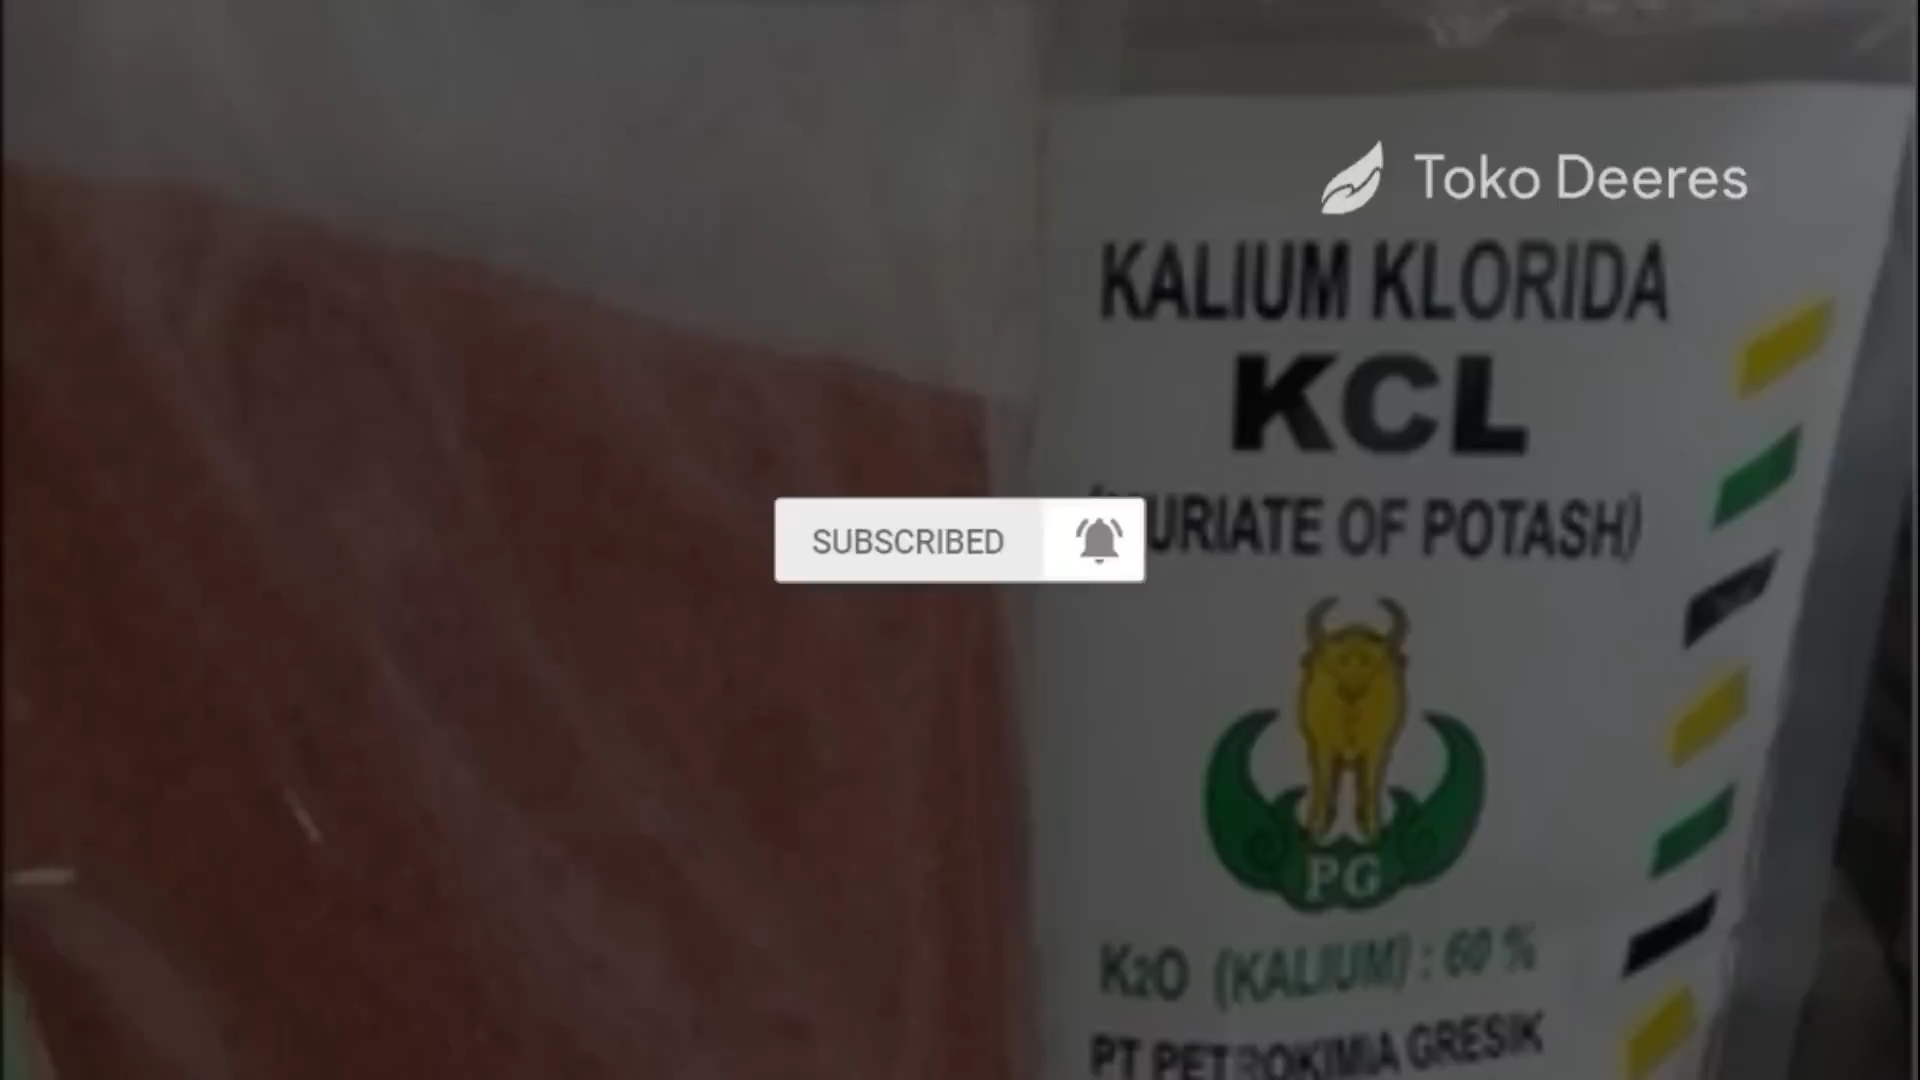 Toko Deeres
KALIUM KLORIDA
KCL
SUBSCRIBED
URIATE OF POTASH)
PG
K2O (KALIUM) : 60 %
PT PETROKIMIA GRESIK